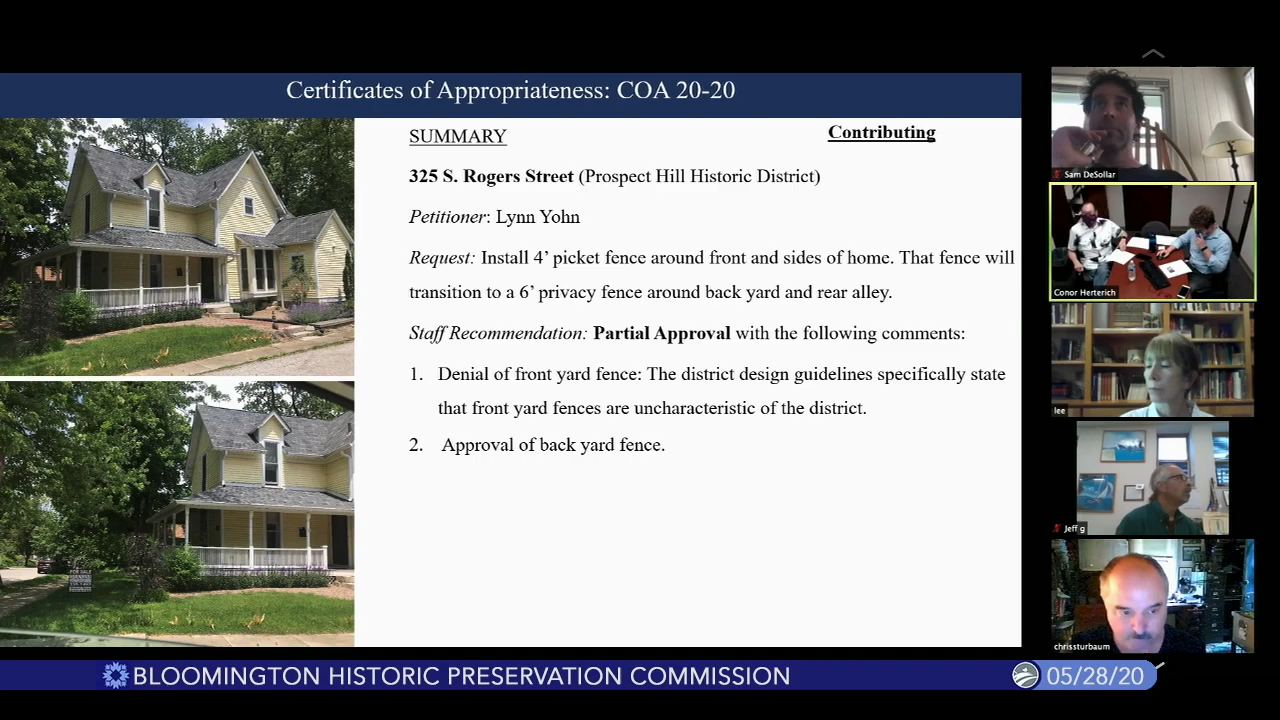 Certificates of Appropriateness: COA 20-20
SUMMARY
Contributing
325 S. Rogers Street (Prospect Hill Historic District)
Petitioner: Lynn Yohn
Request: Install 4’ picket fence around front and sides of home. That fence will
transition to a 6’ privacy fence around back yard and rear alley.
Staff Recommendation: Partial Approval with the following comments:
1. Denial of front yard fence: The district design guidelines specifically state
that front yard fences are uncharacteristic of the district.
2. Approval of back yard fence.
Sam DeSollar
Conor Herterich
lee
Jeff g
chrissturbaum
FOR SALE
BLOOMINGTON HISTORIC PRESERVATION COMMISSION
05/28/20